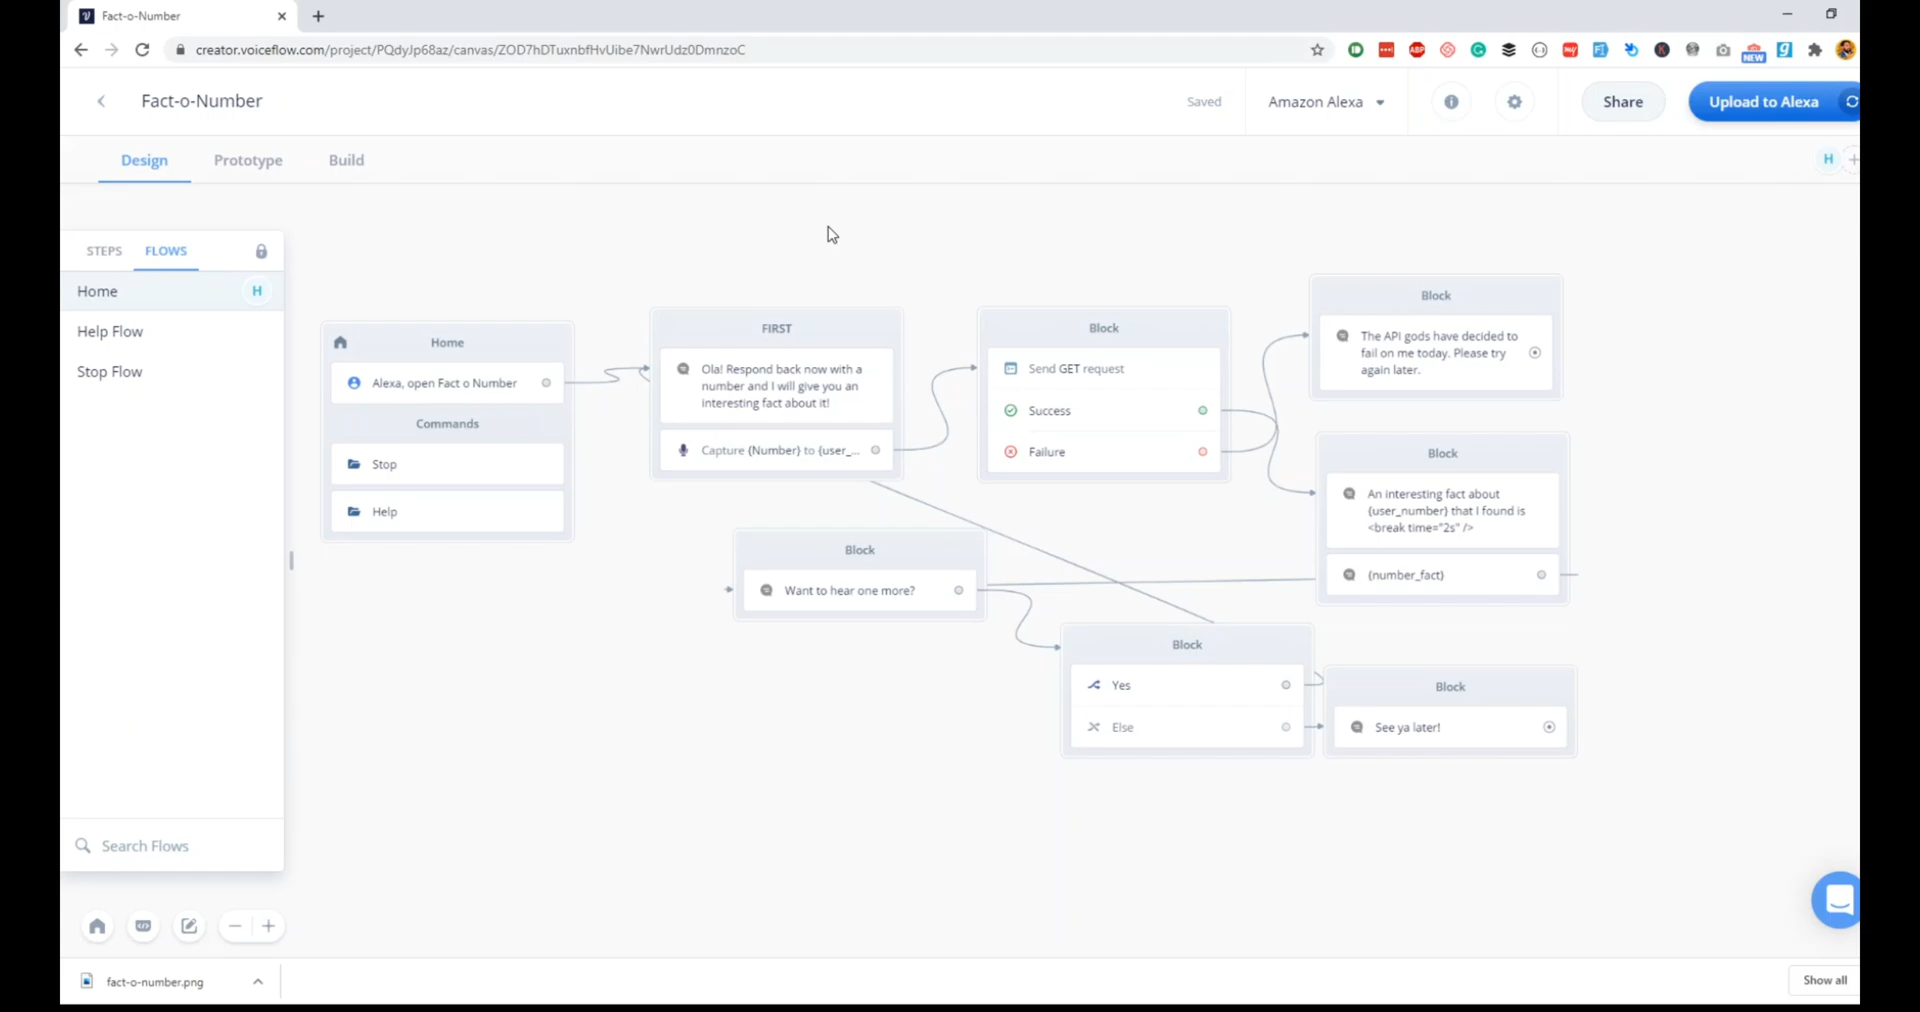 Fact-o-Number
creator.voiceflow.com/project/PQdyJp68az/canvas/ZOD7hDTuxnbfHvUibe7NwrUdz0DmnzoC
ABP
NEW
Fact-o-Number
Saved
Amazon Alexa
Share
Upload to Alexa
Design
Prototype
Build
H
STEPS
FLOWS
Home
H
Help Flow
Stop Flow
Search Flows
Home
Alexa, open Fact o Number
Commands
Stop
Help
FIRST
Ola! Respond back now with a
number and I will give you an
interesting fact about it!
Capture {Number} to {user_...
Block
Send GET request
Success
Failure
Block
The API gods have decided to
fail on me today. Please try
again later.
Block
An interesting fact about
{user_number} that I found is
<break time="2s" />
{number_fact}
Block
Want to hear one more?
Block
Yes
Else
Block
See ya later!
fact-o-number.png
Show all